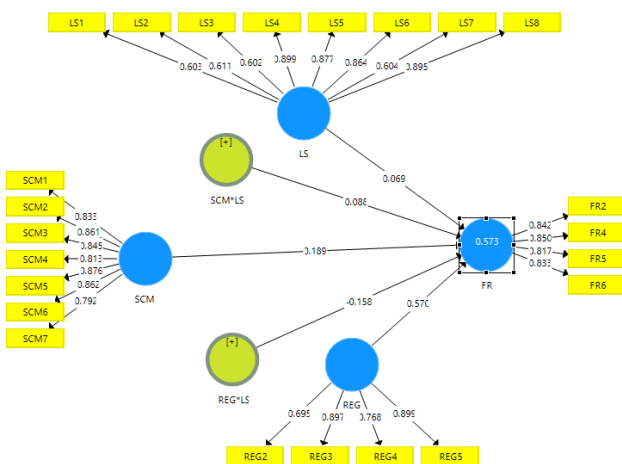 LS1 LS2 LS3 LS4 LS5 LS6 LS7 LS8
0.603 0.611 0.602 0.899 0.877 0.864 0.604 0.895
[+]
LS
SCM*LS
0.069
0.088
SCM1
SCM2
SCM3
SCM4
SCM5
SCM6
SCM7
0.833
0.861
0.845
0.813
0.876
0.862
0.792
SCM
0.189
0.573
FR
0.842
0.850
0.817
0.833
FR2
FR4
FR5
FR6
-0.158
0.570
[+]
REG*LS
REG
0.695 0.897 0.768 0.899
REG2 REG3 REG4 REG5